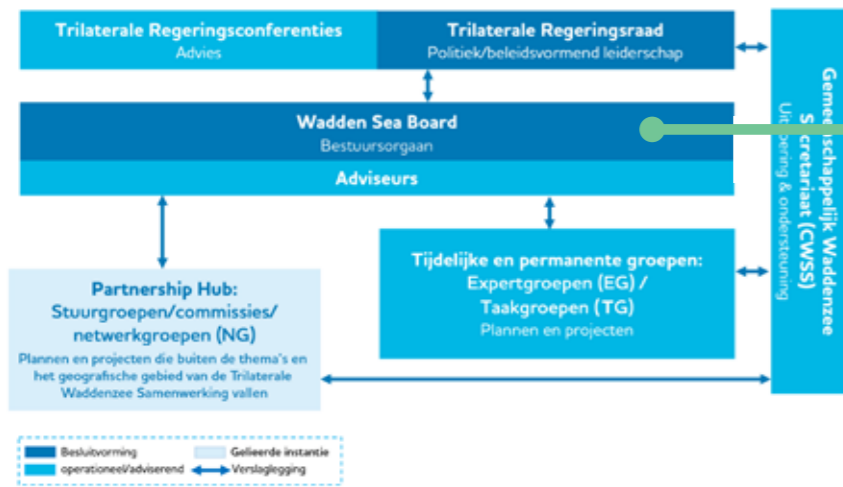 Trilaterale Regeringsconferenties
Advies
Trilaterale Regeringsraad
Politiek/beleidsvormend leiderschap
Wadden Sea Board
Bestuursorgaan
Adviseurs
Gemeenschappelijk Waddenzee
Secretariaat (CWSS)
Uitvoering & ondersteuning
Partnership Hub:
Stuurgroepen/commissies/
netwerkgroepen (NG)
Plannen en projecten die buiten de thema's en
het geografische gebied van de Trilaterale
Waddenzee Samenwerking vallen
Tijdelijke en permanente groepen:
Expertgroepen (EG) /
Taakgroepen (TG)
Plannen en projecten
Besluitvorming
Gelieerde instantie
operationeel/adviserend
Verslaglegging